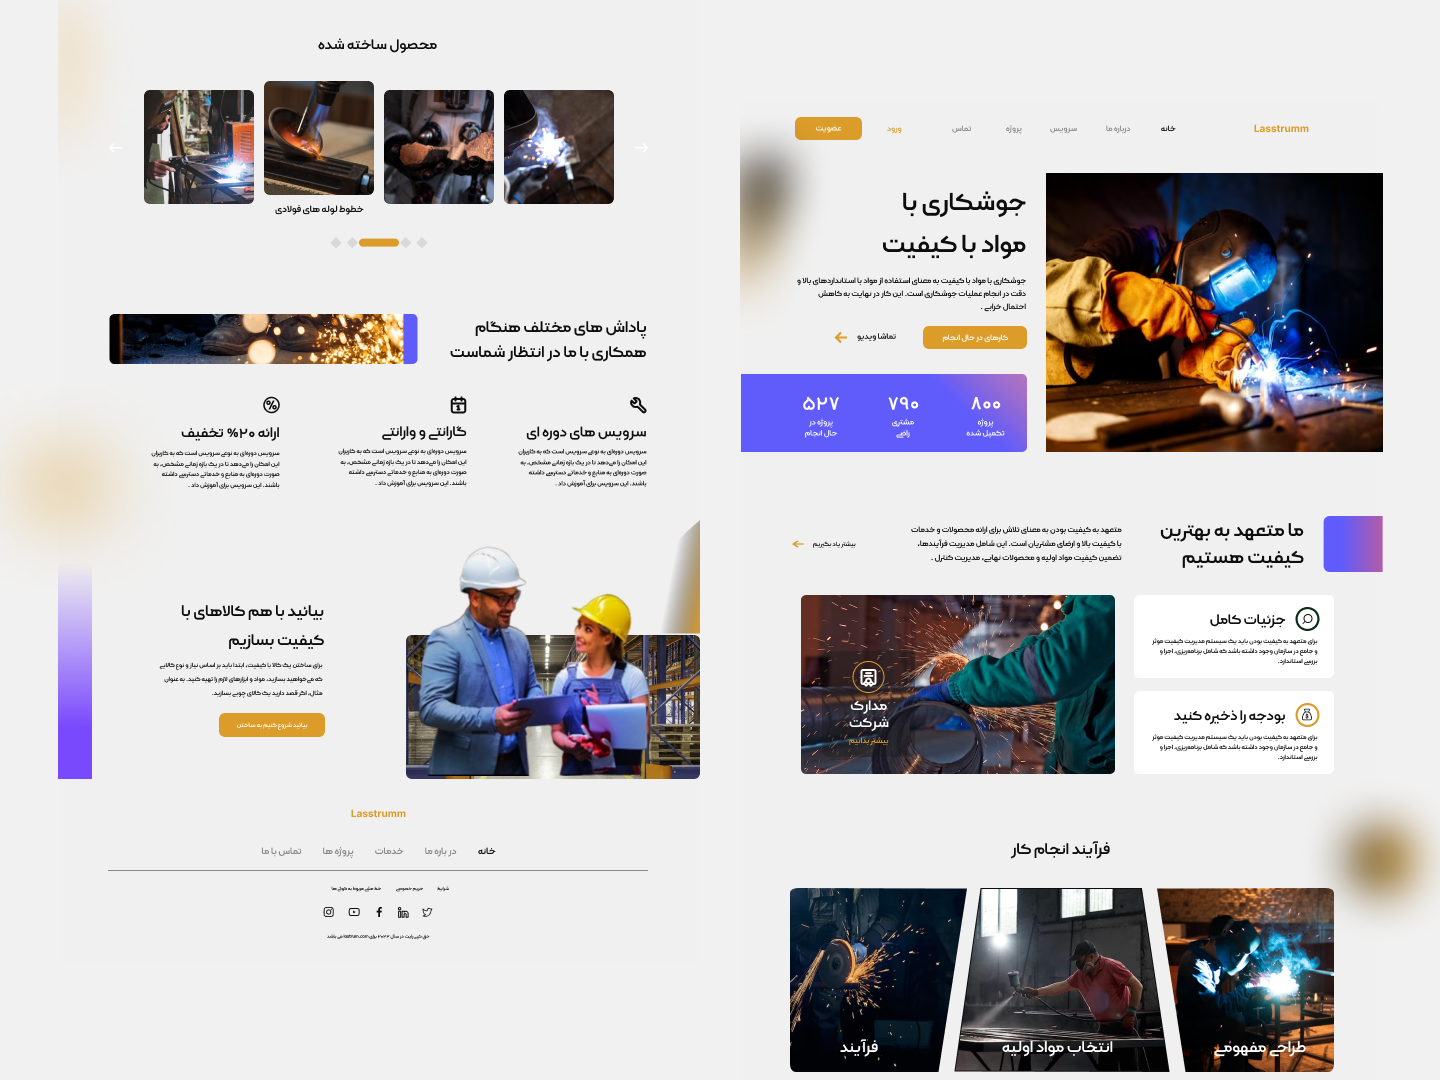 Lasstrumm
خانه
درباره ما
سرویس
پروژه
تماس
ورود
عضویت
جوشکاری با
مواد با کیفیت
جوشکاری با مواد با کیفیت به معنای استفاده از مواد با استانداردهای بالا و
دقت در انجام عملیات جوشکاری است. این کار در نهایت به کاهش
احتمال خرابی .
کارهای در حال انجام
تماشا ویدیو
۸۰۰
پروژه
تکمیل شده
۷۹۰
مشتری
راضی
۵۲۷
پروژه در
حال انجام
ما متعهد به بهترین
کیفیت هستیم
متعهد به کیفیت بودن به معنای تلاش برای ارائه محصولات و خدمات
با کیفیت بالا و ارضای مشتریان است. این شامل مدیریت فرآیندها،
تضمین کیفیت مواد اولیه و محصولات نهایی، مدیریت کنترل .
بیشتر یاد بگیریم
جزئیات کامل
برای متعهد به کیفیت بودن باید یک سیستم مدیریت کیفیت موثر
و جامع در سازمان وجود داشته باشد که شامل برنامه‌ریزی، اجرا و
بررسی استاندارد.
بودجه را ذخیره کنید
برای متعهد به کیفیت بودن باید یک سیستم مدیریت کیفیت موثر
و جامع در سازمان وجود داشته باشد که شامل برنامه‌ریزی، اجرا و
بررسی استاندارد.
مدارک
شرکت
بیشتر بدانیم
فرآیند انجام کار
طراحی مفهومی
انتخاب مواد اولیه
فرآیند
محصول ساخته شده
خطوط لوله های فولادی
پاداش های مختلف هنگام
همکاری با ما در انتظار شماست
سرویس های دوره ای
سرویس دوره‌ای به نوعی سرویس است که به کاربران
این امکان را می‌دهد تا در یک بازه زمانی مشخص، به
صورت دوره‌ای به منابع و خدماتی دسترسی داشته
باشند. این سرویس برای آموزش داد .
گارانتی و وارانتی
سرویس دوره‌ای به نوعی سرویس است که به کاربران
این امکان را می‌دهد تا در یک بازه زمانی مشخص، به
صورت دوره‌ای به منابع و خدماتی دسترسی داشته
باشند. این سرویس برای آموزش داد .
ارائه ۲۰% تخفیف
سرویس دوره‌ای به نوعی سرویس است که به کاربران
این امکان را می‌دهد تا در یک بازه زمانی مشخص، به
صورت دوره‌ای به منابع و خدماتی دسترسی داشته
باشند. این سرویس برای آموزش داد .
بیانید با هم کالاهای با
کیفیت بسازیم
برای ساختن یک کالا با کیفیت، ابتدا باید بر اساس نیاز و نوع کالایی
که می‌خواهید بسازید، مواد و ابزارهای لازم را تهیه کنید. به عنوان
مثال، اگر قصد دارید یک کالای چوبی بسازید.
بیانید شروع کنیم به ساختن
Lasstrumm
خانه
در باره ما
خدمات
پروژه ها
تماس با ما
شرایط
حریم خصوصی
حق کپی رایت در سال ۲۰۲۳ برای lasstrum.com می باشد